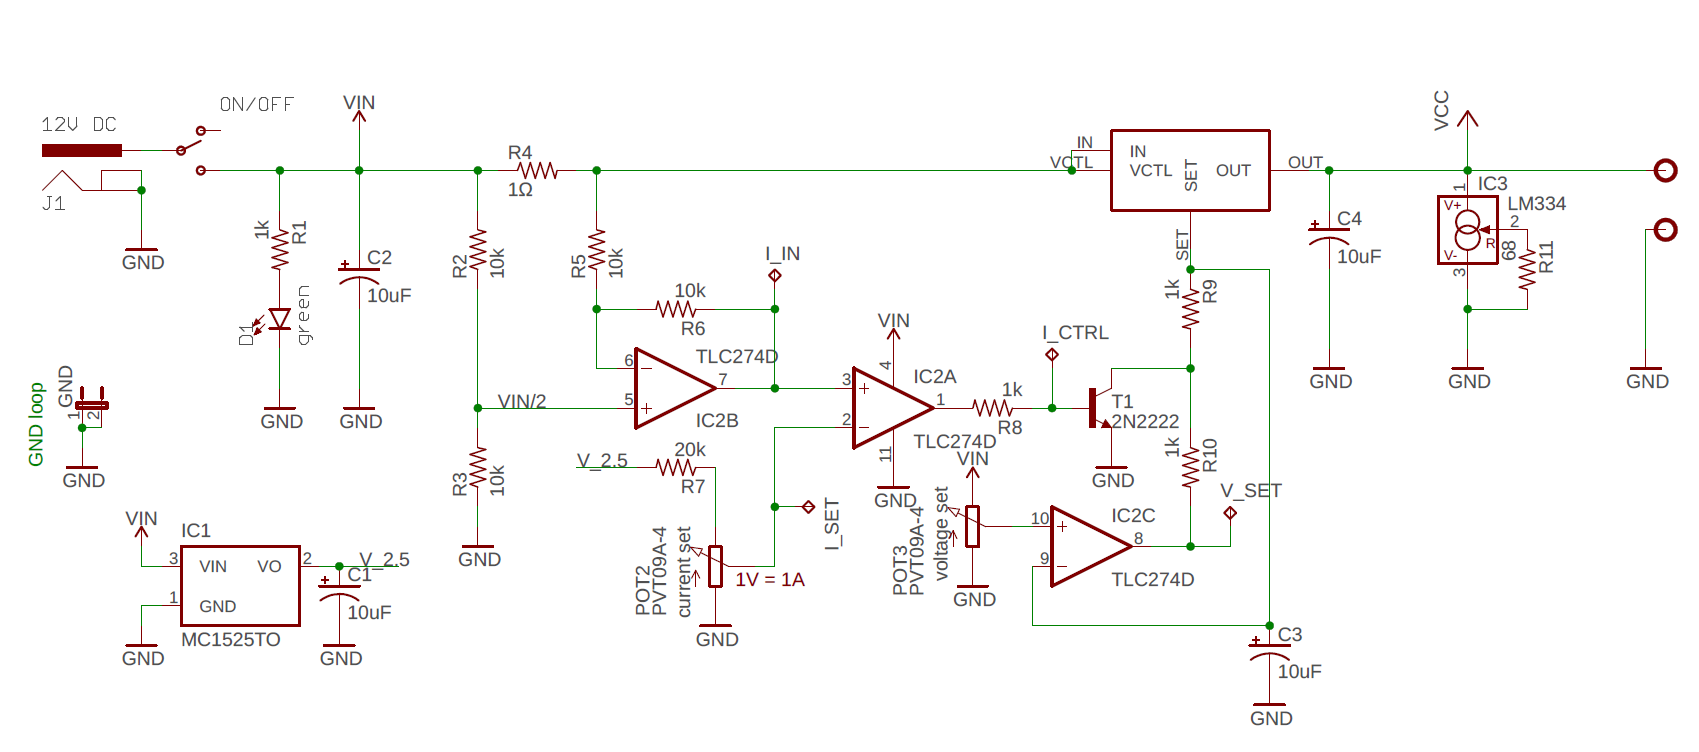 ON/OFF
12V DC
J1
GND
VIN
1k
R1
D1
green
GND
C2
10uF
GND
R2
10k
VIN/2
R3
10k
GND
R4
1Ω
R5
10k
10k
R6
I_IN
TLC274D
6
5
7
IC2B
V_2.5
20k
R7
POT2
PVT09A-4
current set
1V = 1A
GND
I_SET
VIN
4
3
2
1
11
IC2A
TLC274D
GND
1k
R8
I_CTRL
T1
2N2222
GND
VIN
POT3
PVT09A-4
voltage set
GND
10
9
8
IC2C
TLC274D
V_SET
1k
R10
1k
R9
SET
IN
VCTL
IN
VCTL
SET
OUT
OUT
C3
10uF
GND
C4
10uF
GND
VCC
IC3
LM334
1
V+
2
R
V-
3
68
R11
GND
GND
GND loop
GND
1
2
GND
VIN
IC1
3
VIN
VO
2
1
GND
MC1525TO
GND
V_2.5
C1
10uF
GND